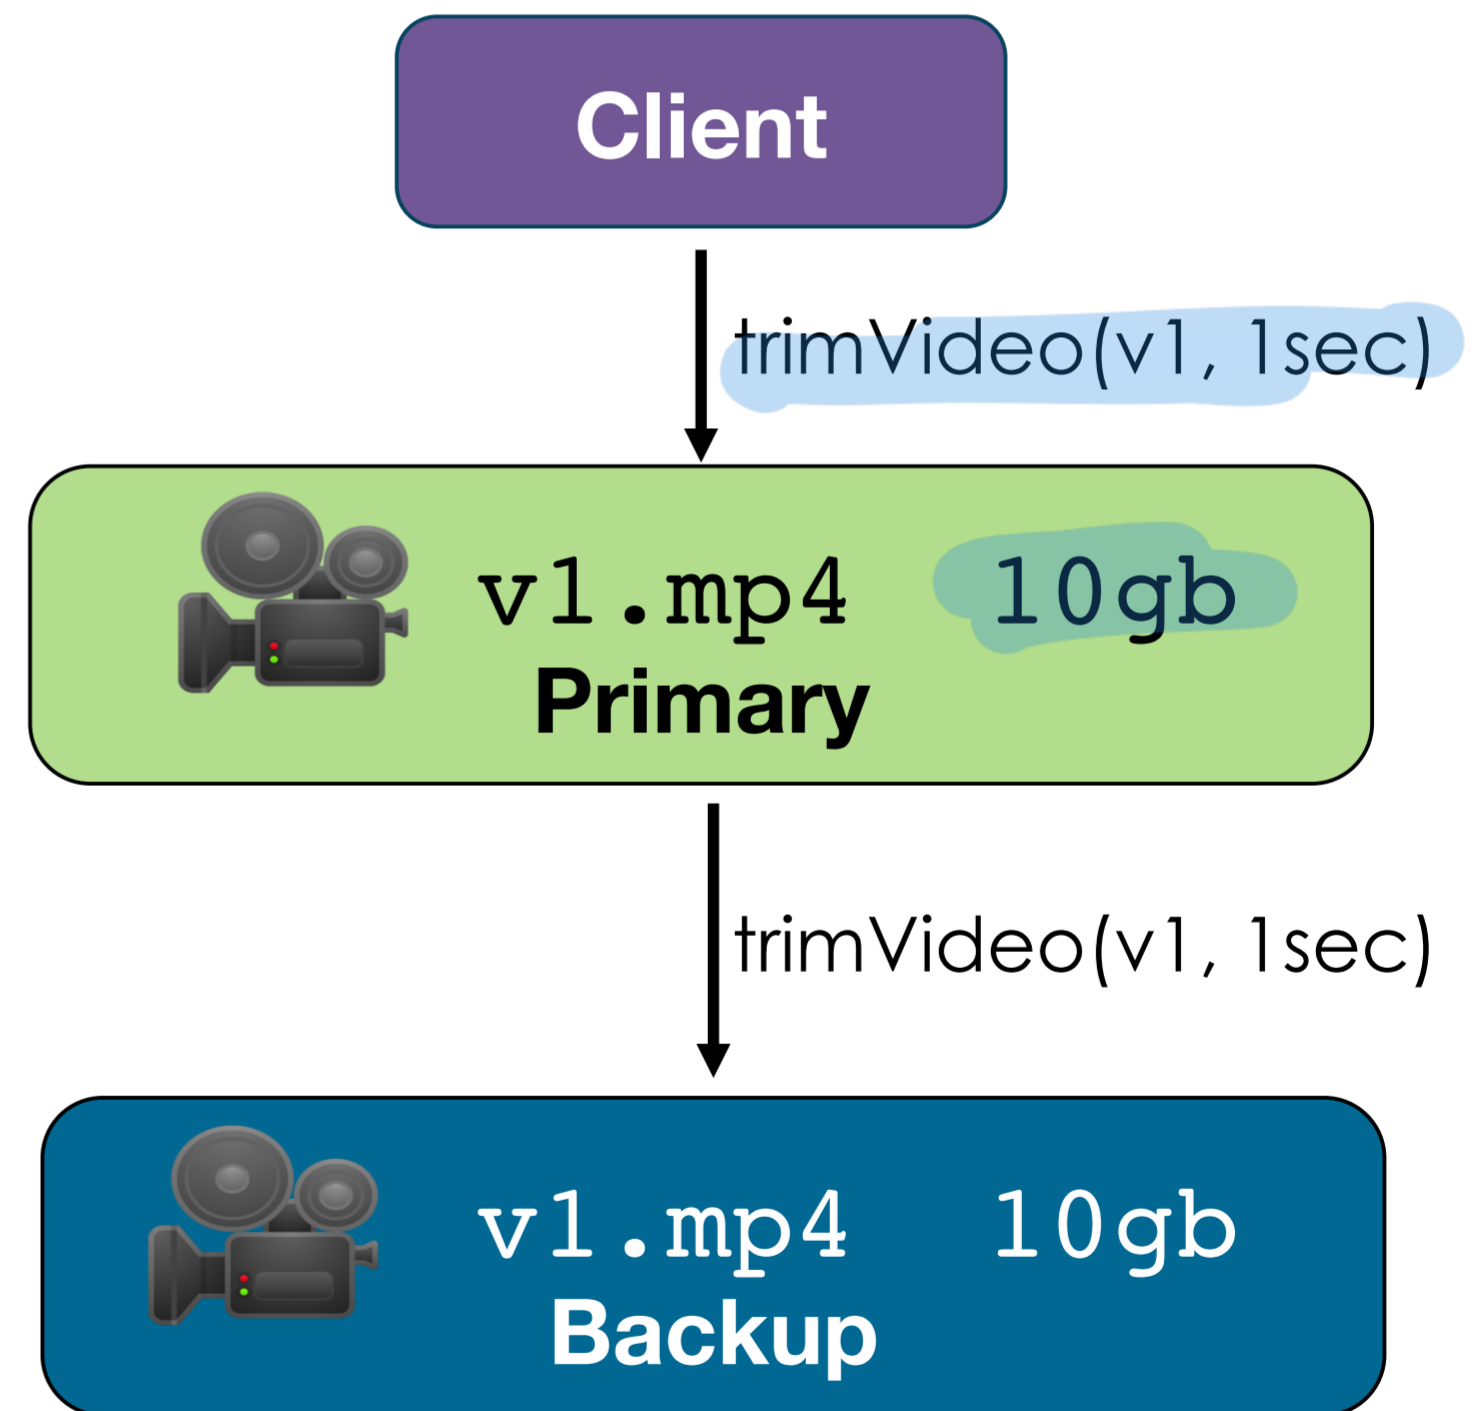 Client
trimVideo(v1, 1sec)
v1.mp4 10gb
Primary
trimVideo(v1, 1sec)
v1.mp4 10gb
Backup